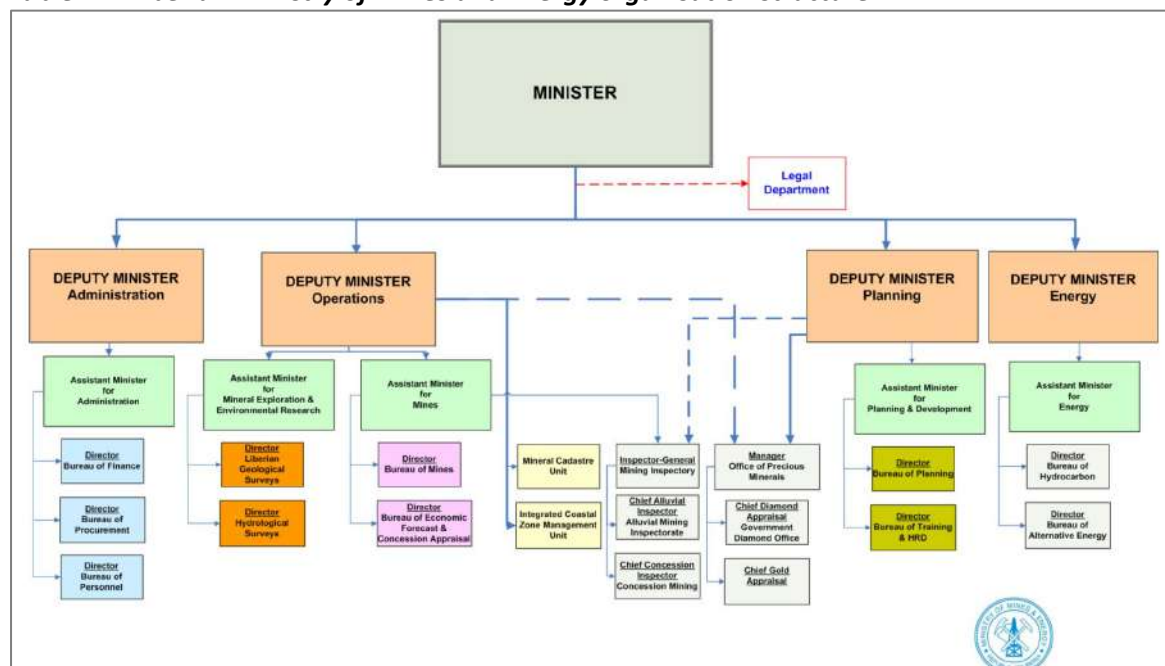 MINISTER
Legal
Department
DEPUTY MINISTER
Administration
DEPUTY MINISTER
Operations
DEPUTY MINISTER
Planning
DEPUTY MINISTER
Energy
Assistant Minister
for
Administration
Assistant Minister
for
Mineral Exploration &
Environmental Research
Assistant Minister
for
Mines
Assistant Minister
for
Planning & Development
Assistant Minister
for
Energy
Director
Bureau of Finance
Director
Bureau of
Procurement
Director
Bureau of
Personnel
Director
Liberian
Geological
Surveys
Director
Hydrological
Surveys
Director
Bureau of Mines
Director
Bureau of Economic
Forecast &
Concession Appraisal
Mineral Cadastre
Unit
Integrated Coastal
Zone Management
Unit
Inspector-General
Mining Inspectory
Chief Alluvial
Inspector
Alluvial Mining
Inspectorate
Chief Concession
Inspector
Concession Mining
Manager
Office of Precious
Minerals
Chief Diamond
Appraisal
Government
Diamond Office
Chief Gold
Appraisal
Director
Bureau of Planning
Director
Bureau of Training
& HRD
Director
Bureau of
Hydrocarbon
Director
Bureau of
Alternative Energy
MINISTRY OF MINES & ENERGY